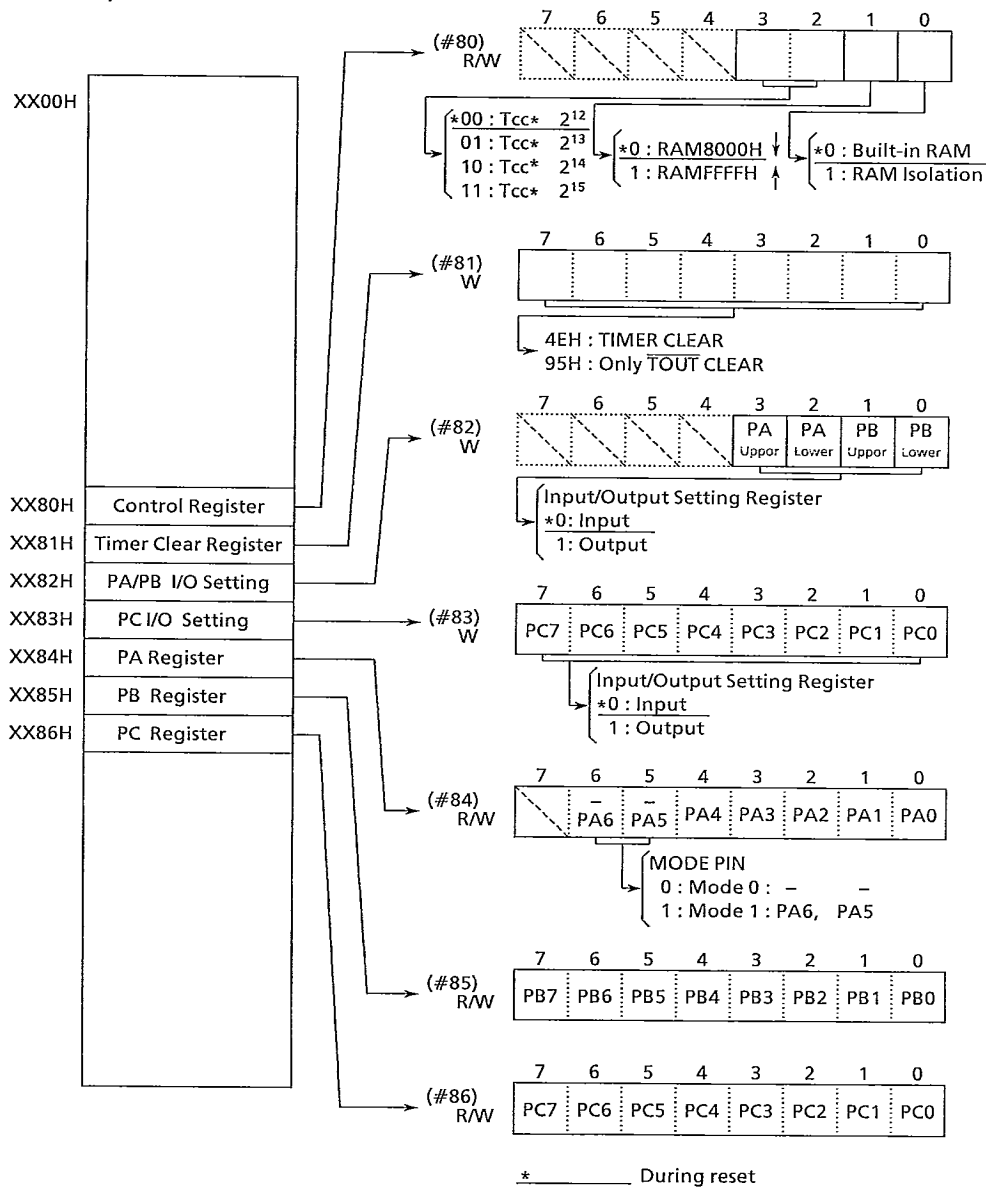 7 6 5 4 3 2 1 0
(#80)
R/W
XX00H
*00 : Tcc* 2¹²
01 : Tcc* 2¹³
10 : Tcc* 2¹⁴
11 : Tcc* 2¹⁵
*0 : RAM8000H ↓
1 : RAMFFFFH ↑
*0 : Built-in RAM
1 : RAM Isolation
7 6 5 4 3 2 1 0
(#81)
W
4EH : TIMER CLEAR
95H : Only T̅O̅U̅T̅ CLEAR
7 6 5 4 3 2 1 0
(#82)
W
PA PA PB PB
Uppor Lower Uppor Lower
Input/Output Setting Register
*0: Input
1: Output
XX80H Control Register
XX81H Timer Clear Register
XX82H PA/PB I/O Setting
XX83H PC I/O Setting
XX84H PA Register
XX85H PB Register
XX86H PC Register
7 6 5 4 3 2 1 0
(#83)
W
PC7 PC6 PC5 PC4 PC3 PC2 PC1 PC0
Input/Output Setting Register
*0 : Input
1 : Output
7 6 5 4 3 2 1 0
(#84)
R/W
– –
PA6 PA5 PA4 PA3 PA2 PA1 PA0
MODE PIN
0 : Mode 0 : – –
1 : Mode 1 : PA6, PA5
7 6 5 4 3 2 1 0
(#85)
R/W
PB7 PB6 PB5 PB4 PB3 PB2 PB1 PB0
7 6 5 4 3 2 1 0
(#86)
R/W
PC7 PC6 PC5 PC4 PC3 PC2 PC1 PC0
* During reset